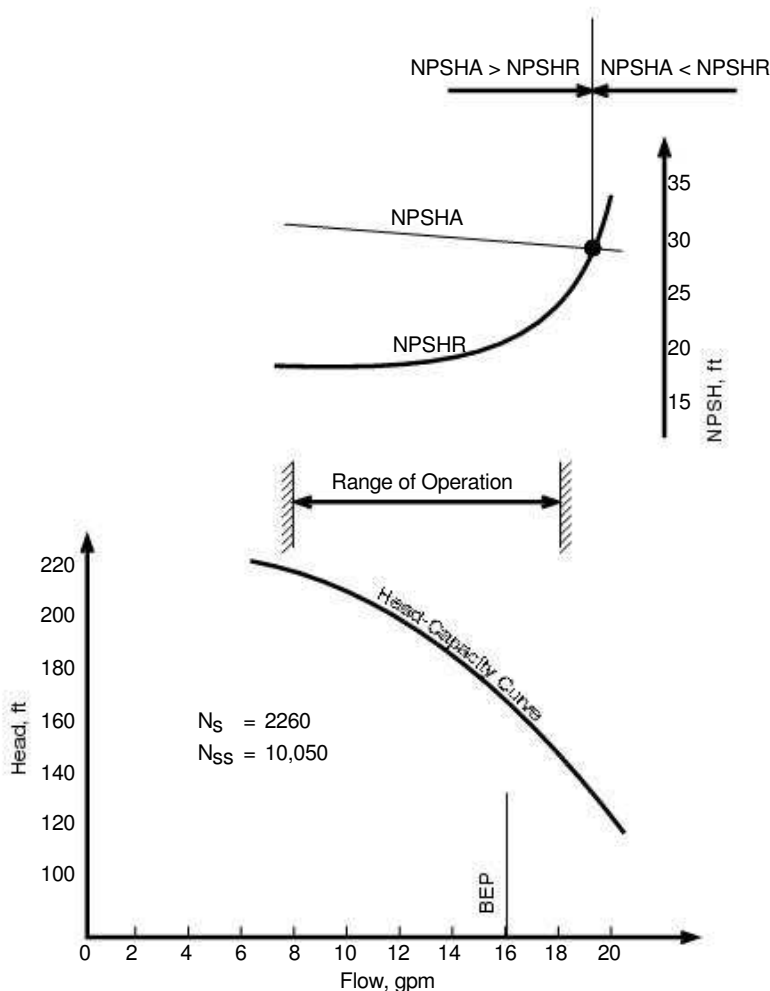 NPSHA > NPSHR
NPSHA < NPSHR
35
30
25
20
15
NPSH, ft
NPSHA
NPSHR
Range of Operation
220
200
180
160
140
120
100
Head, ft
Head-Capacity Curve
NS = 2260
NSS = 10,050
BEP
0 2 4 6 8 10 12 14 16 18 20
Flow, gpm